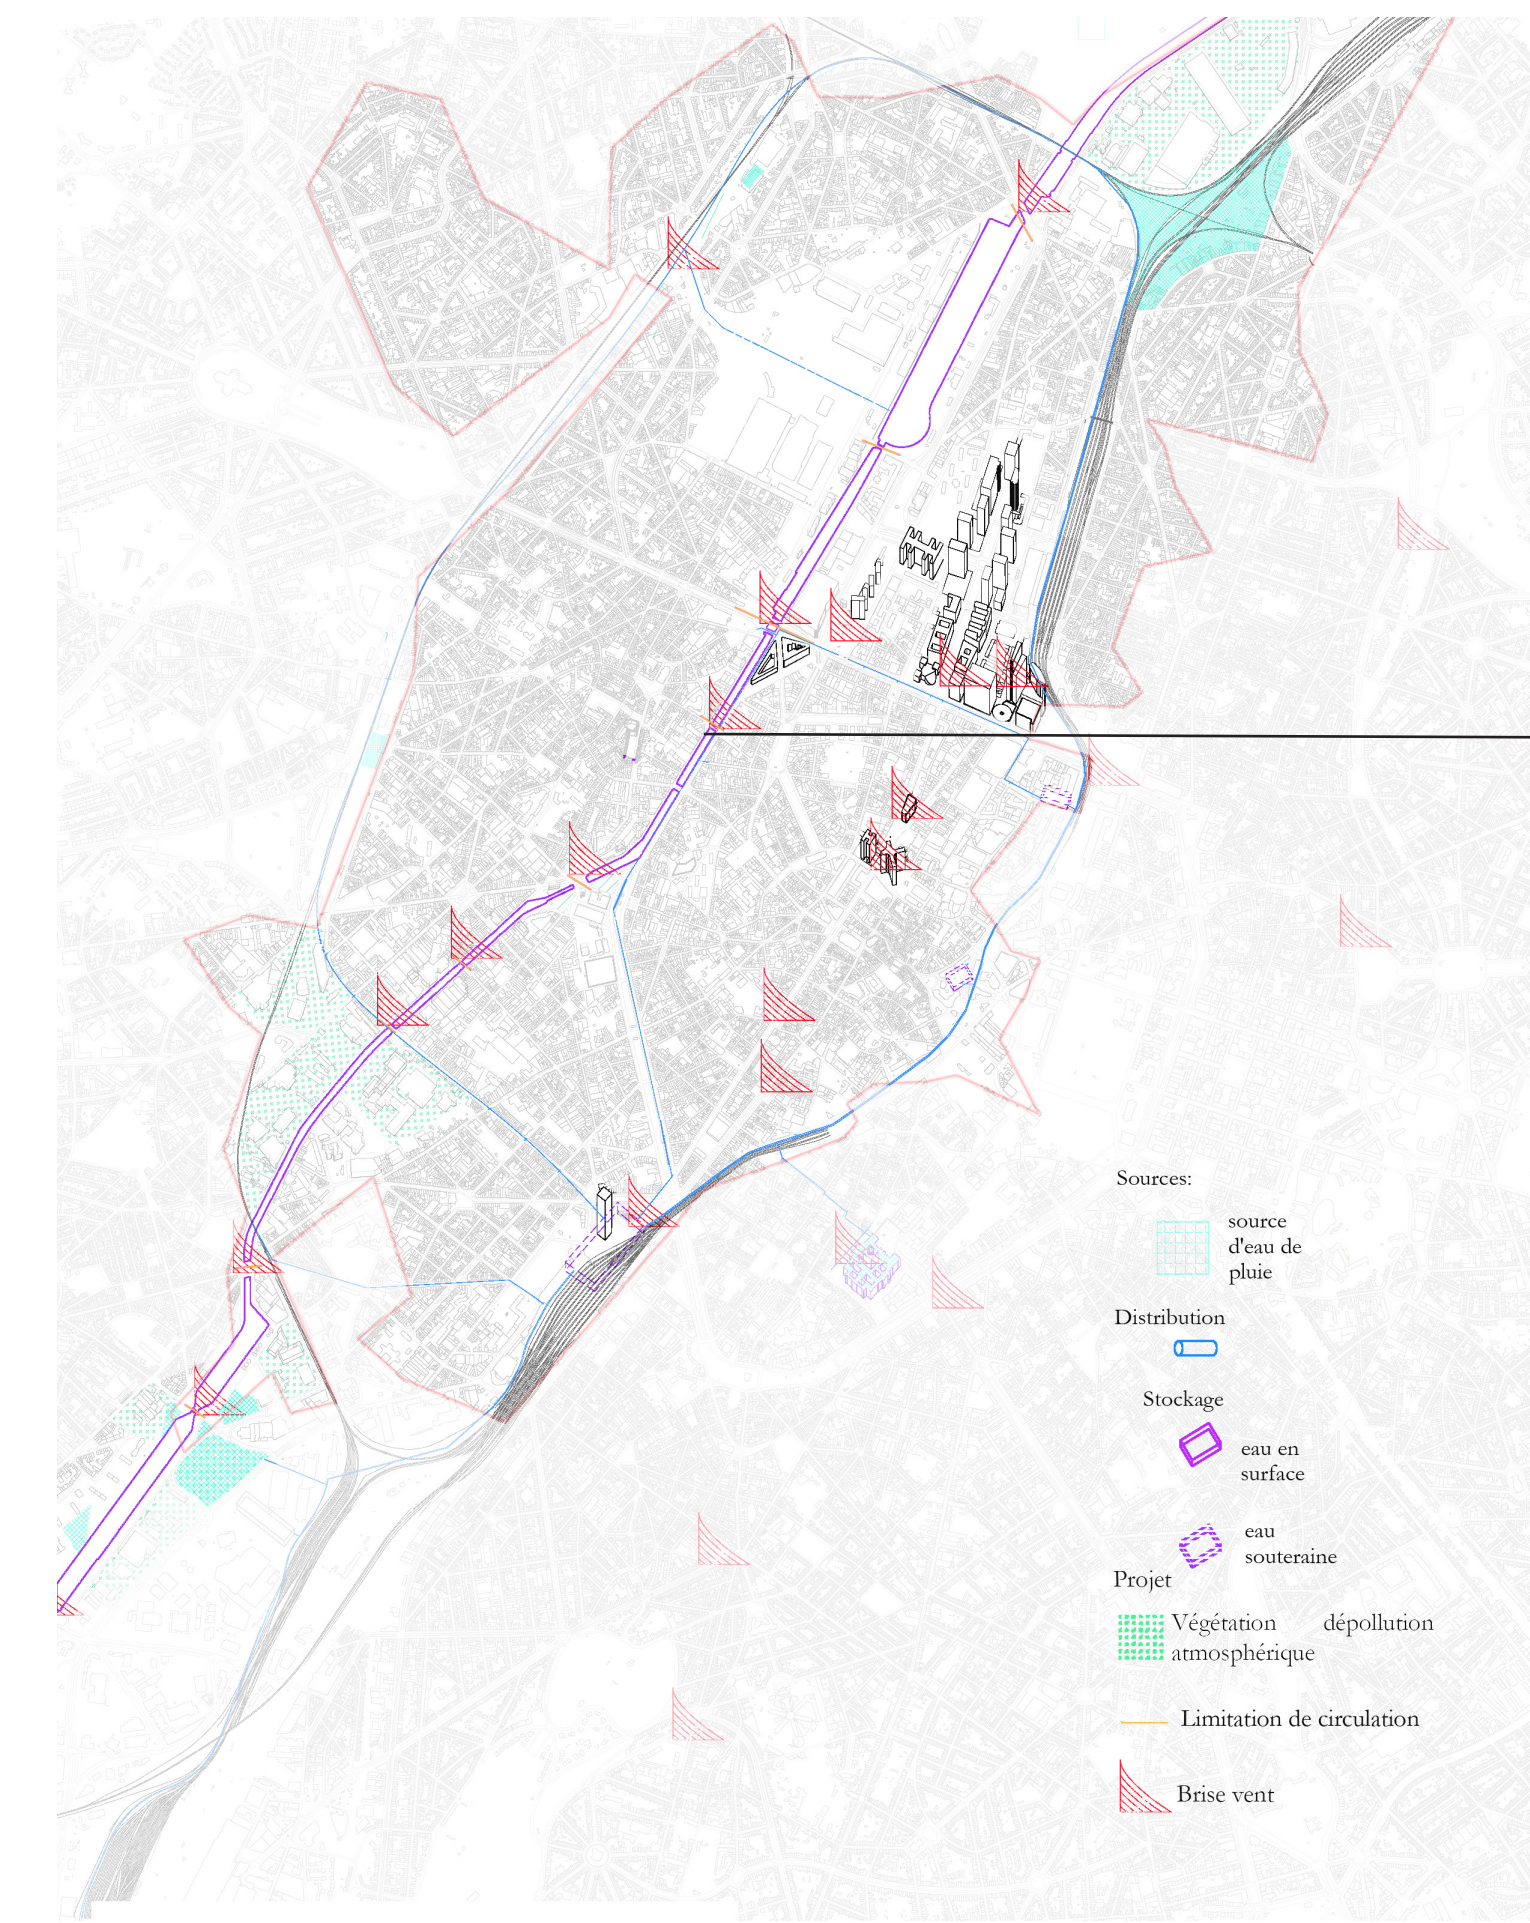 Sources:
source
d'eau de
pluie
Distribution
Stockage
eau en
surface
eau
souteraine
Projet
Végétation dépollution
atmosphérique
Limitation de circulation
Brise vent